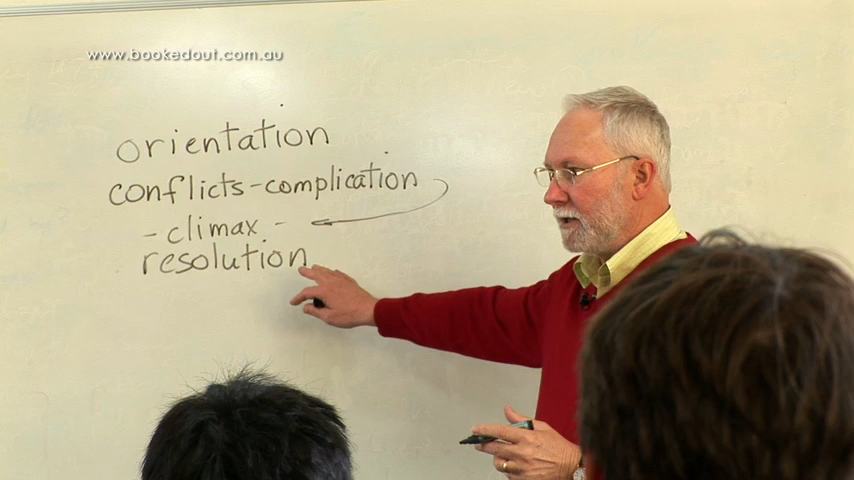 www.bookedout.com.au
orientation
conflicts-complication
- climax -
resolution